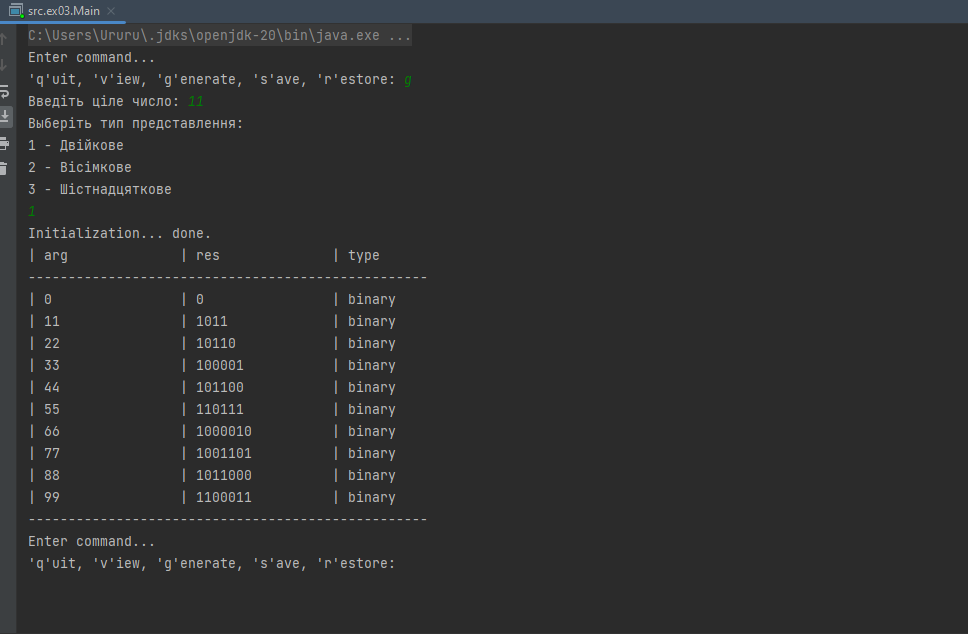 src.ex03.Main
C:\Users\Ururu\.jdks\openjdk-20\bin\java.exe ...
Enter command...
'q'uit, 'v'iew, 'g'enerate, 's'ave, 'r'estore: g
Введіть ціле число: 11
Выберіть тип представлення:
1 - Двійкове
2 - Вісімкове
3 - Шістнадцяткове
1
Initialization... done.
| arg | res | type
--------------------------------------------------
| 0 | 0 | binary
| 11 | 1011 | binary
| 22 | 10110 | binary
| 33 | 100001 | binary
| 44 | 101100 | binary
| 55 | 110111 | binary
| 66 | 1000010 | binary
| 77 | 1001101 | binary
| 88 | 1011000 | binary
| 99 | 1100011 | binary
--------------------------------------------------
Enter command...
'q'uit, 'v'iew, 'g'enerate, 's'ave, 'r'estore: